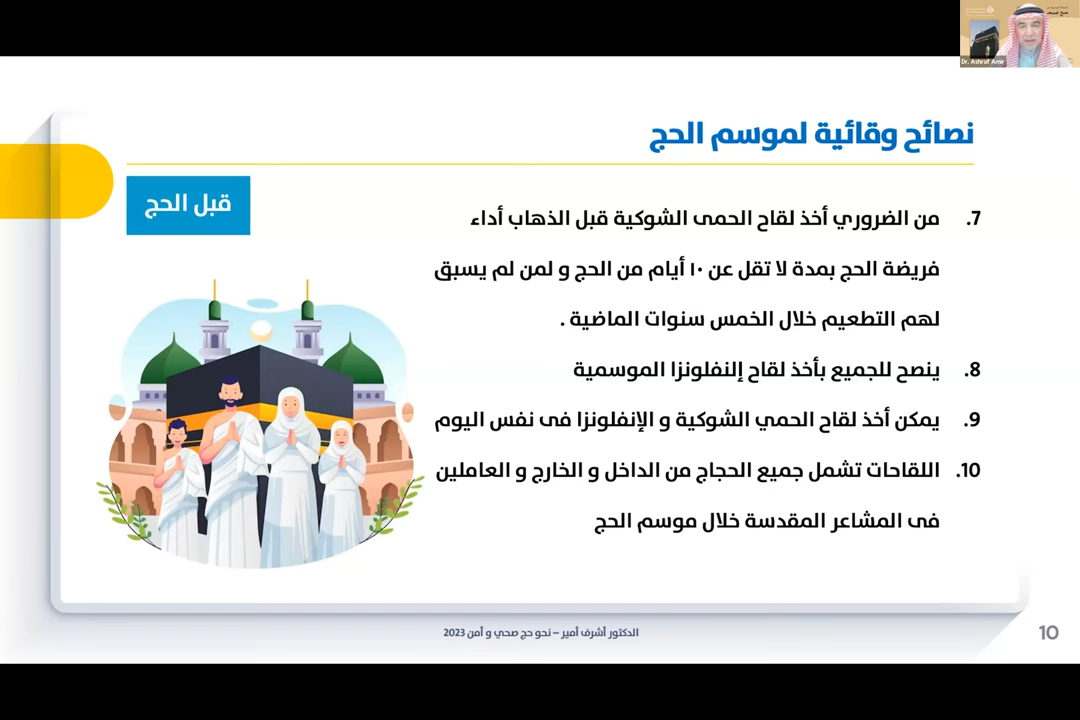 Dr. Ashraf Amir
نصائح وقائية لموسم الحج
قبل الحج
7. من الضروري أخذ لقاح الحمى الشوكية قبل الذهاب أداء
فريضة الحج بمدة لا تقل عن ١٠ أيام من الحج و لمن لم يسبق
لهم التطعيم خلال الخمس سنوات الماضية .
8. ينصح للجميع بأخذ لقاح إلنفلونزا الموسمية
9. يمكن أخذ لقاح الحمي الشوكية و الإنفلونزا فى نفس اليوم
10. اللقاحات تشمل جميع الحجاج من الداخل و الخارج و العاملين
فى المشاعر المقدسة خلال موسم الحج
الدكتور أشرف أمير – نحو حج صحي و أمن 2023
10